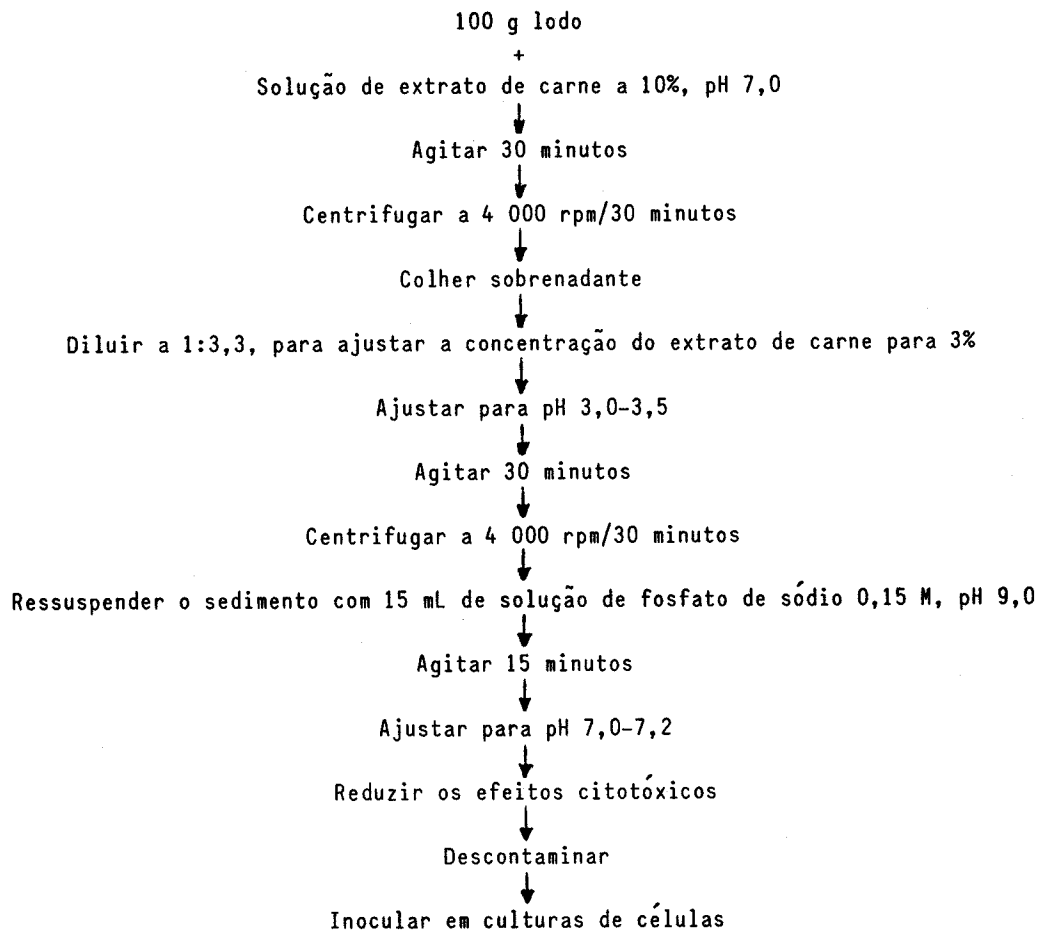 100 g lodo
+
Solução de extrato de carne a 10%, pH 7,0
Agitar 30 minutos
Centrifugar a 4 000 rpm/30 minutos
Colher sobrenadante
Diluir a 1:3,3, para ajustar a concentração do extrato de carne para 3%
Ajustar para pH 3,0-3,5
Agitar 30 minutos
Centrifugar a 4 000 rpm/30 minutos
Ressuspender o sedimento com 15 mL de solução de fosfato de sódio 0,15 M, pH 9,0
Agitar 15 minutos
Ajustar para pH 7,0-7,2
Reduzir os efeitos citotóxicos
Descontaminar
Inocular em culturas de células